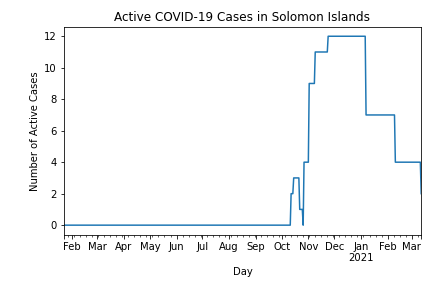 Active COVID-19 Cases in Solomon Islands
Number of Active Cases
12
10
8
6
4
2
0
Feb Mar Apr May Jun Jul Aug Sep Oct Nov Dec Jan Feb Mar
2021
Day